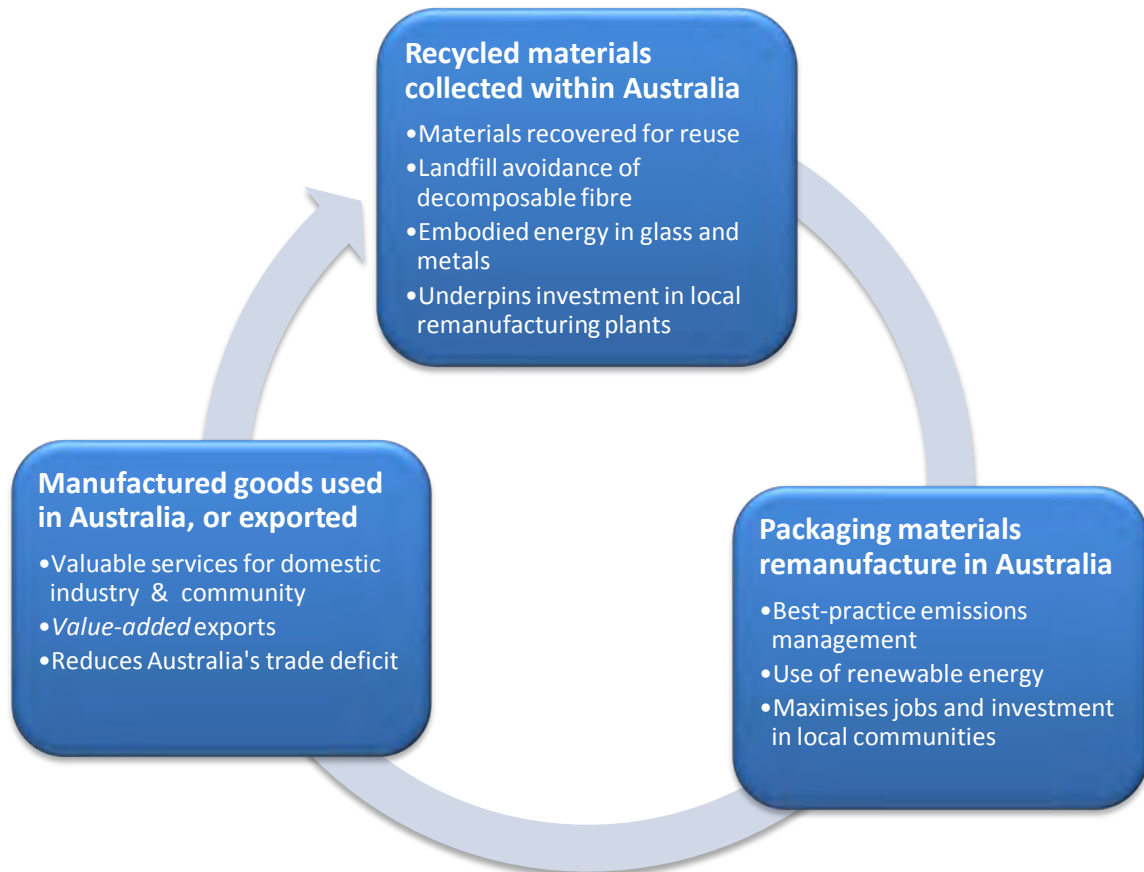 Recycled materials
collected within Australia
•Materials recovered for reuse
•Landfill avoidance of
decomposable fibre
•Embodied energy in glass and
metals
•Underpins investment in local
remanufacturing plants
Packaging materials
remanufacture in Australia
•Best-practice emissions
management
•Use of renewable energy
•Maximises jobs and investment
in local communities
Manufactured goods used
in Australia, or exported
•Valuable services for domestic
industry & community
•Value-added exports
•Reduces Australia's trade deficit